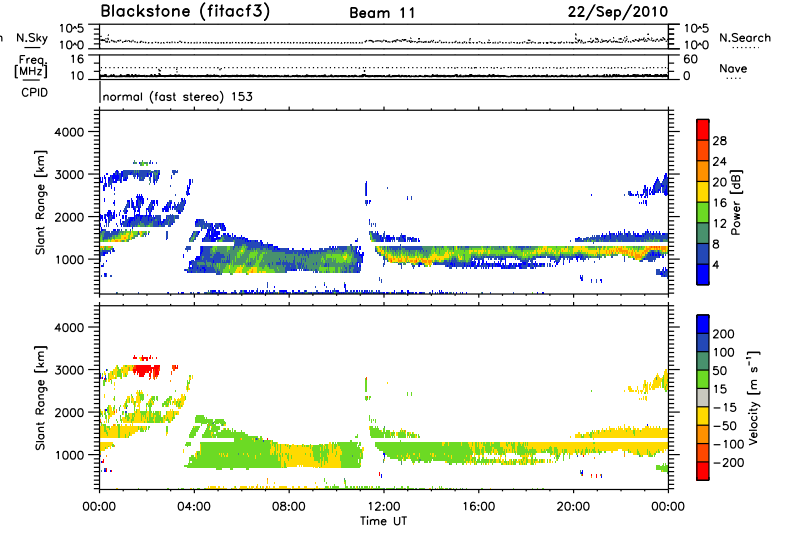 Blackstone (fitacf3) Beam 11 22/Sep/2010
n N.Sky 10^5 10^0 10^5 10^0 N.Search
Freq. [MHz] 16 10 60 0 Nave
CPID normal (fast stereo) 153
Slant Range [km] 4000 3000 2000 1000
28 24 20 16 12 8 4 Power [dB]
Slant Range [km] 4000 3000 2000 1000
200 100 50 15 -15 -50 -100 -200 Velocity [m s⁻¹]
00:00 04:00 08:00 12:00 16:00 20:00 00:00
Time UT